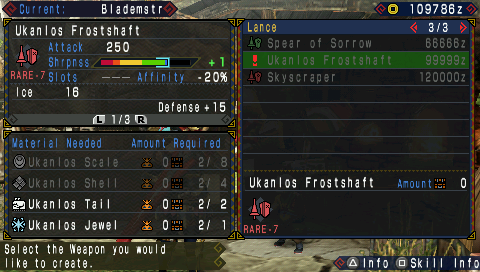 Current: Blademstr
109786z
Ukanlos Frostshaft
Attack 250
Shrpnss +1
RARE-7 Slots --- Affinity -20%
Ice 16
Defense+15
L 1/3 R
Material Needed Amount Required
Ukanlos Scale 0 2/ 8
Ukanlos Shell 0 2/ 4
Ukanlos Tail 0 2/ 2
Ukanlos Jewel 0 2/ 1
Select the Weapon you would
like to create.
Lance 3/3
Spear of Sorrow 66666z
Ukanlos Frostshaft 99999z
Skyscraper 120000z
Ukanlos Frostshaft Amount 0
RARE-7
Info Skill Info